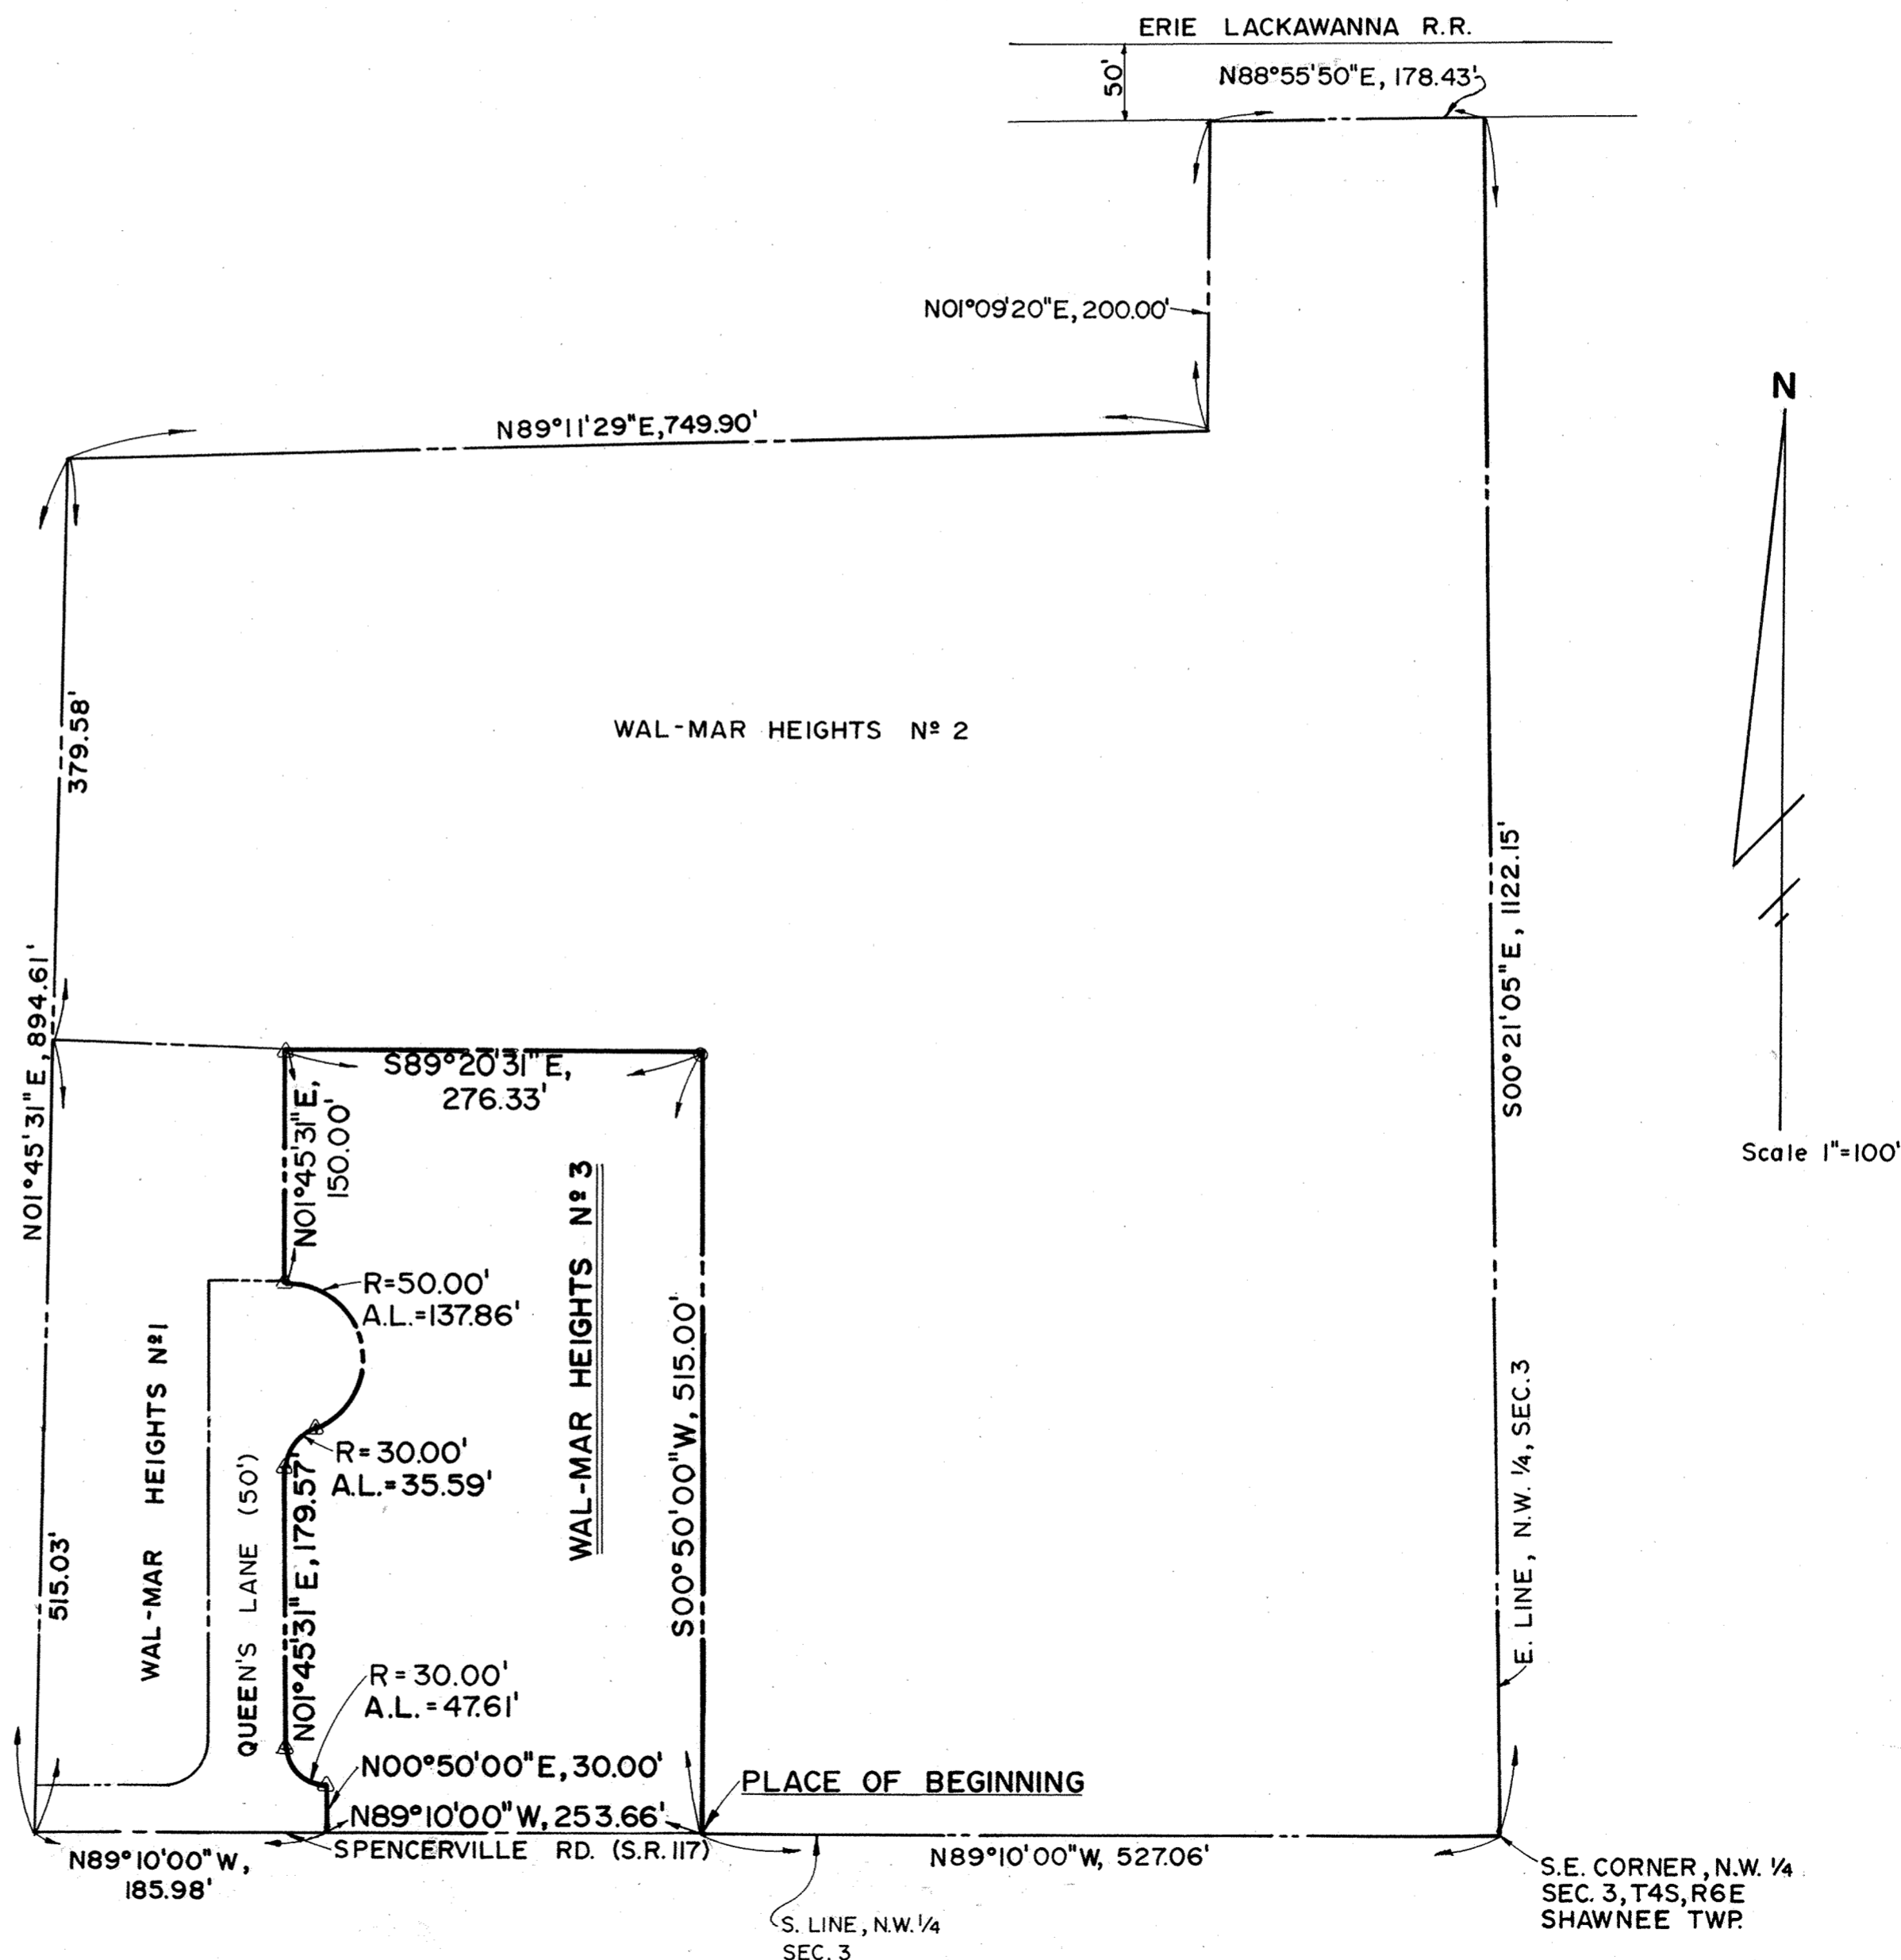 ERIE LACKAWANNA R.R.
50'
N88°55'50"E, 178.43'
N01°09'20"E, 200.00'
N
N89°11'29"E, 749.90'
379.58'
WAL-MAR HEIGHTS Nº 2
S00°21'05"E, 1122.15'
N01°45'31"E, 894.61'
S89°20'31"E,
276.33'
N01°45'31"E,
150.00'
Scale 1"=100'
WAL-MAR HEIGHTS Nº 3
R=50.00'
A.L.=137.86'
S00°50'00"W, 515.00'
WAL-MAR HEIGHTS Nº1
R=30.00'
A.L.=35.59'
QUEEN'S LANE (50')
N01°45'31"E, 179.57'
E. LINE, N.W. ¼, SEC.3
515.03'
R=30.00'
A.L.=47.61'
N00°50'00"E, 30.00'
PLACE OF BEGINNING
N89°10'00"W, 253.66'
SPENCERVILLE RD. (S.R. 117)
N89°10'00"W,
185.98'
N89°10'00"W, 527.06'
S.E. CORNER, N.W. ¼
SEC. 3, T4S, R6E
SHAWNEE TWP.
S. LINE, N.W. ¼
SEC. 3